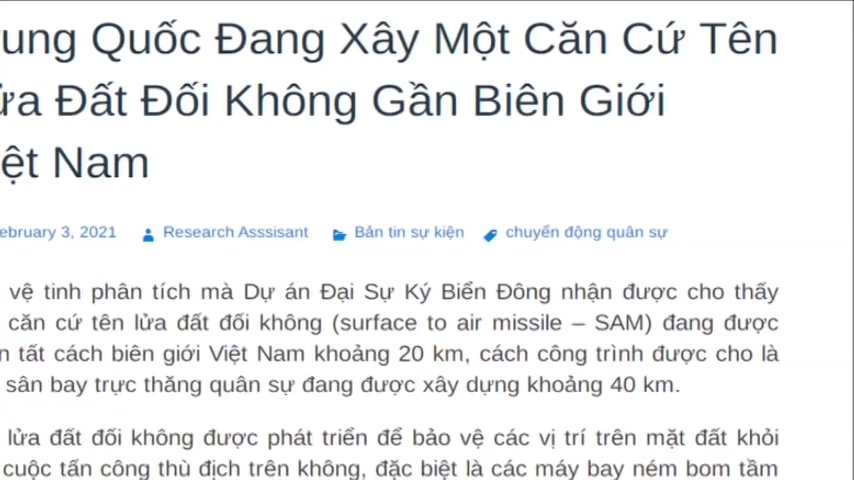 ung Quốc Đang Xây Một Căn Cứ Tên
ửa Đất Đối Không Gần Biên Giới
ệt Nam
ebruary 3, 2021 Research Asssisant Bản tin sự kiện chuyển động quân sự
vệ tinh phân tích mà Dự án Đại Sự Ký Biển Đông nhận được cho thấy
căn cứ tên lửa đất đối không (surface to air missile – SAM) đang được
n tất cách biên giới Việt Nam khoảng 20 km, cách công trình được cho là
sân bay trực thăng quân sự đang được xây dựng khoảng 40 km.
lửa đất đối không được phát triển để bảo vệ các vị trí trên mặt đất khỏi
cuộc tấn công thù địch trên không, đặc biệt là các máy bay ném bom tầm